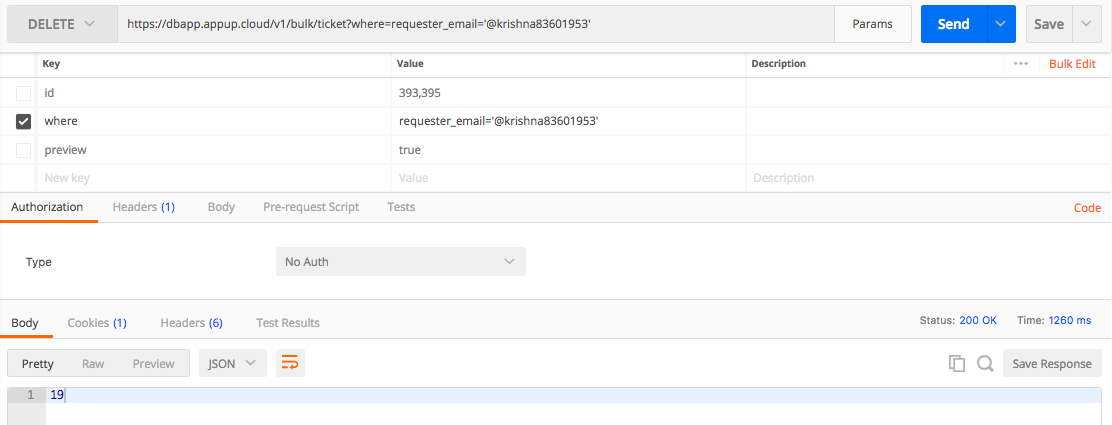 DELETE https://dbapp.appup.cloud/v1/bulk/ticket?where=requester_email='@krishna83601953' Params Send Save
Key Value Description ••• Bulk Edit
id 393,395
where requester_email='@krishna83601953'
preview true
New key Value Description
Authorization Headers (1) Body Pre-request Script Tests Code
Type No Auth
Body Cookies (1) Headers (6) Test Results Status: 200 OK Time: 1260 ms
Pretty Raw Preview JSON Save Response
1 19